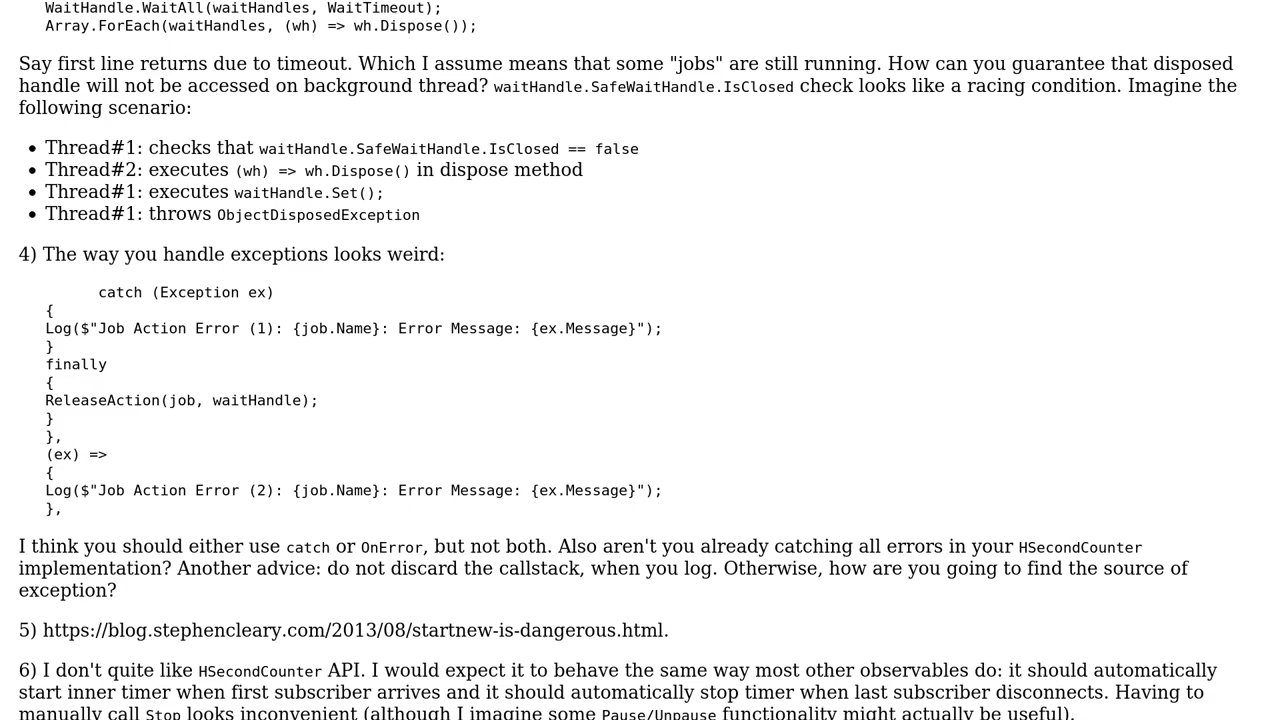 WaitHandle.WaitAll(waitHandles, WaitTimeout);
Array.ForEach(waitHandles, (wh) => wh.Dispose());
Say first line returns due to timeout. Which I assume means that some "jobs" are still running. How can you guarantee that disposed
handle will not be accessed on background thread? waitHandle.SafeWaitHandle.IsClosed check looks like a racing condition. Imagine the
following scenario:
• Thread#1: checks that waitHandle.SafeWaitHandle.IsClosed == false
• Thread#2: executes (wh) => wh.Dispose() in dispose method
• Thread#1: executes waitHandle.Set();
• Thread#1: throws ObjectDisposedException
4) The way you handle exceptions looks weird:
catch (Exception ex)
{
Log($"Job Action Error (1): {job.Name}: Error Message: {ex.Message}");
}
finally
{
ReleaseAction(job, waitHandle);
}
},
(ex) =>
{
Log($"Job Action Error (2): {job.Name}: Error Message: {ex.Message}");
},
I think you should either use catch or OnError, but not both. Also aren't you already catching all errors in your HSecondCounter
implementation? Another advice: do not discard the callstack, when you log. Otherwise, how are you going to find the source of
exception?
5) https://blog.stephencleary.com/2013/08/startnew-is-dangerous.html.
6) I don't quite like HSecondCounter API. I would expect it to behave the same way most other observables do: it should automatically
start inner timer when first subscriber arrives and it should automatically stop timer when last subscriber disconnects. Having to
manually call Stop looks inconvenient (although I imagine some Pause/Unpause functionality might actually be useful).